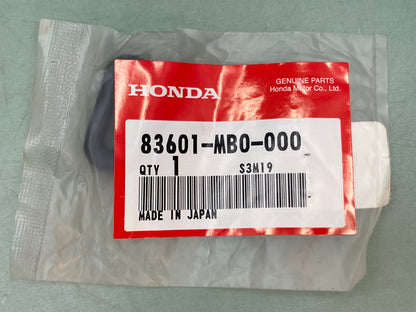 HONDA
GENUINE PARTS
Honda Motor Co., Ltd.
83601-MB0-000
QTY 1 S3M19
MADE IN JAPAN